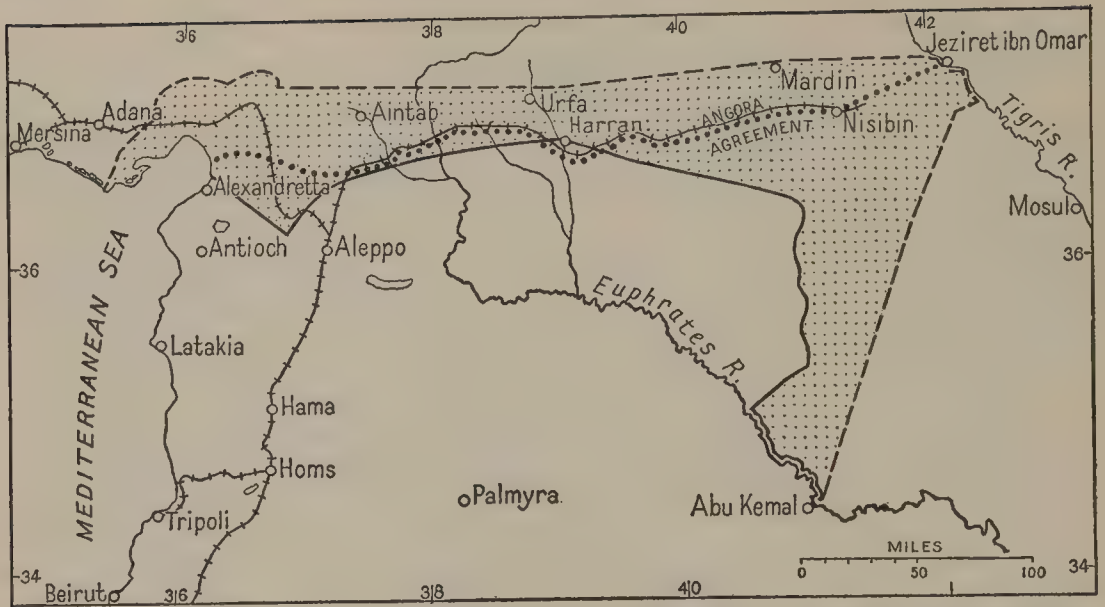 36
38
40
42
Jeziret ibn Omar
Adana
Mersina
Aintab
Urfa
Mardin
Harran
ANGORA
AGREEMENT
Nisibin
Tigris R.
Alexandretta
Mosul
Antioch
Aleppo
36
36
MEDITERRANEAN SEA
Euphrates R.
Latakia
Hama
Homs
Palmyra.
Abu Kemal
Tripoli
MILES
0 50 100
34
34
Beirut
36
38
40